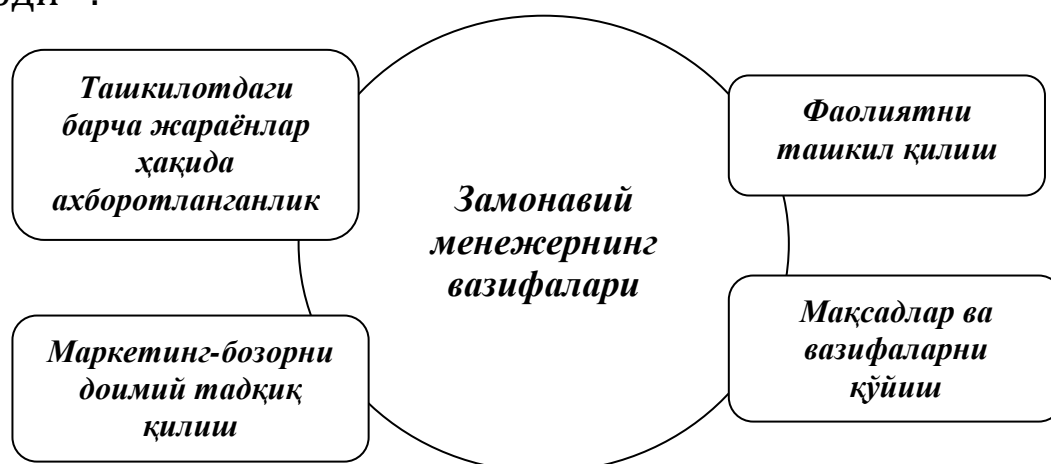 Ташкилотдаги
барча жараёнлар
ҳақида
ахборотланганлик
Фаолиятни
ташкил қилиш
Замонавий
менежернинг
вазифалари
Маркетинг-бозорни
доимий тадқиқ
қилиш
Мақсадлар ва
вазифаларни
қўйиш